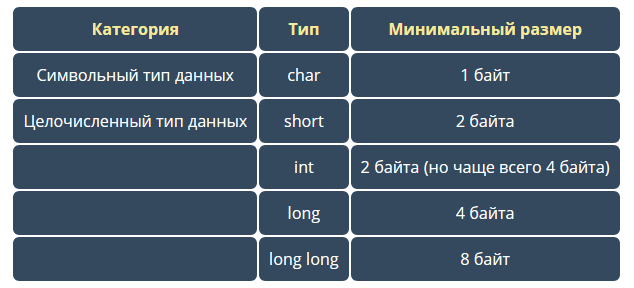 Категория Тип Минимальный размер
Символьный тип данных char 1 байт
Целочисленный тип данных short 2 байта
int 2 байта (но чаще всего 4 байта)
long 4 байта
long long 8 байт